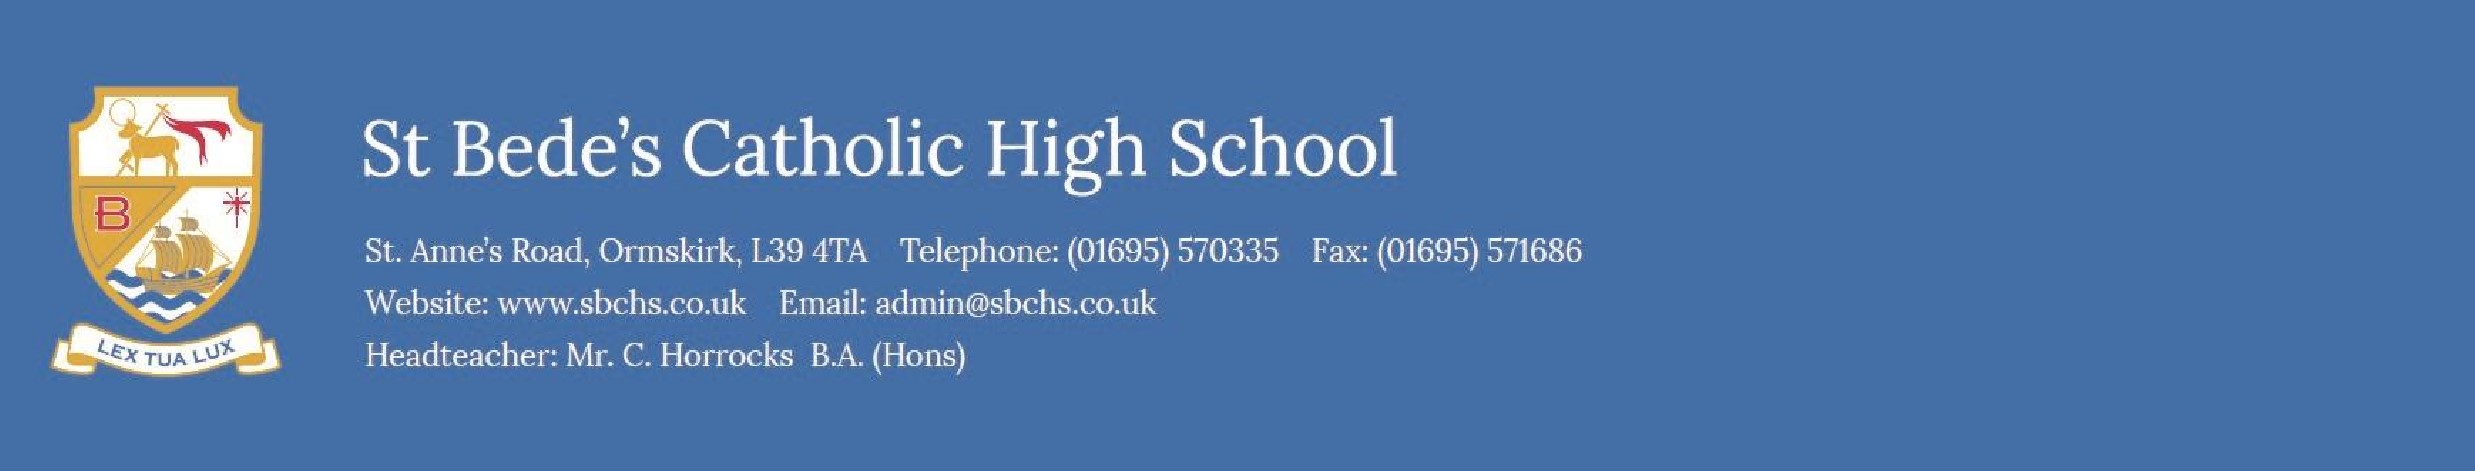 St Bede’s Catholic High School
St. Anne’s Road, Ormskirk, L39 4TA Telephone: (01695) 570335 Fax: (01695) 571686
Website: www.sbchs.co.uk Email: admin@sbchs.co.uk
Headteacher: Mr. C. Horrocks B.A. (Hons)
B
LEX TUA LUX